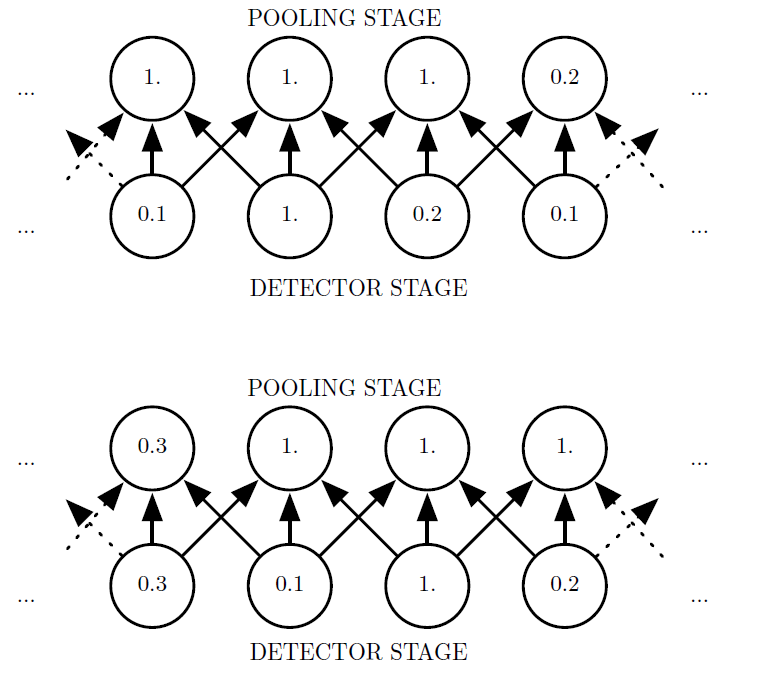 POOLING STAGE
... 1. 1. 1. 0.2 ...
... 0.1 1. 0.2 0.1 ...
DETECTOR STAGE
POOLING STAGE
... 0.3 1. 1. 1. ...
... 0.3 0.1 1. 0.2 ...
DETECTOR STAGE